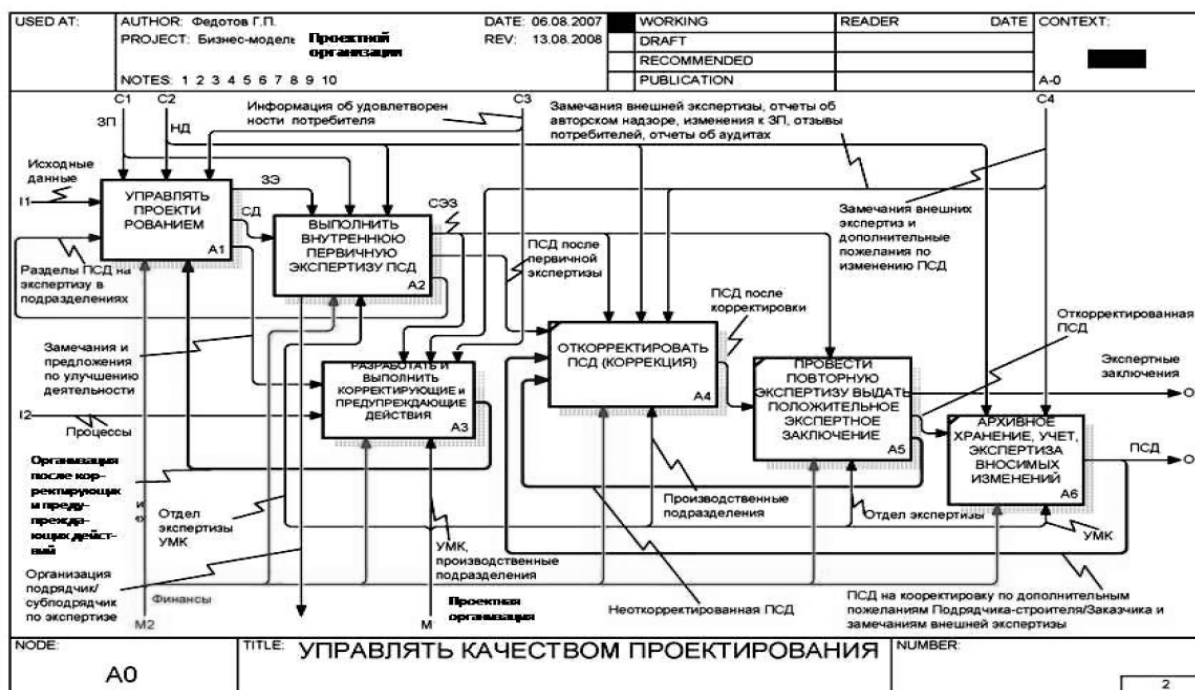 USED AT:
AUTHOR: Федотов Г.П.
DATE: 06.08.2007
PROJECT: Бизнес-модель Проектной
организации
REV: 13.08.2008
NOTES: 1 2 3 4 5 6 7 8 9 10
WORKING
DRAFT
RECOMMENDED
PUBLICATION
READER
DATE
CONTEXT:
A-0
C1
C2
C3
C4
ЗП
НД
Информация об удовлетворен
ности потребителя
Замечания внешней экспертизы, отчеты об
авторском надзоре, изменения к ЗП, отзывы
потребителей, отчеты об аудитах
Исходные
данные
I1
УПРАВЛЯТЬ
ПРОЕКТИ
РОВАНИЕМ
A1
ЗЭ
СД
ВЫПОЛНИТЬ
ВНУТРЕННЮЮ
ПЕРВИЧНУЮ
ЭКСПЕРТИЗУ ПСД
A2
СЭЗ
ПСД после
первичной
экспертизы
Замечания внешних
экспертиз и
дополнительные
пожелания по
изменению ПСД
Разделы ПСД на
экспертизу в
подразделениях
ПСД после
корректировки
Откорректированная
ПСД
Замечания и
предложения
по улучшению
деятельности
РАЗРАБОТАТЬ И
ВЫПОЛНИТЬ
КОРРЕКТИРУЮЩИЕ и
ПРЕДУПРЕЖДАЮЩИЕ
ДЕЙСТВИЯ
A3
ОТКОРРЕКТИРОВАТЬ
ПСД (КОРРЕКЦИЯ)
A4
ПРОВЕСТИ
ПОВТОРНУЮ
ЭКСПЕРТИЗУ ВЫДАТЬ
ПОЛОЖИТЕЛЬНОЕ
ЭКСПЕРТНОЕ
ЗАКЛЮЧЕНИЕ
A5
Экспертные
заключения
O
I2
Процессы
АРХИВНОЕ
ХРАНЕНИЕ, УЧЕТ,
ЭКСПЕРТИЗА
ВНОСИМЫХ
ИЗМЕНЕНИЙ
A6
ПСД
O
Организация
после кор-
ректирующих
и преду-
прежда-
ющих дейст-
вий
Отдел
экспертизы
УМК
УМК,
производственные
подразделения
Производственные
подразделения
Отдел экспертизы
УМК
Организация
подрядчик/
субподрядчик
по экспертизе
Финансы
M2
M
Проектная
организация
Неоткорректированная ПСД
ПСД на кооректировку по дополнительным
пожеланиям Подрядчика-строителя/Заказчика и
замечаниям внешней экспертизы
NODE:
A0
TITLE: УПРАВЛЯТЬ КАЧЕСТВОМ ПРОЕКТИРОВАНИЯ
NUMBER:
2